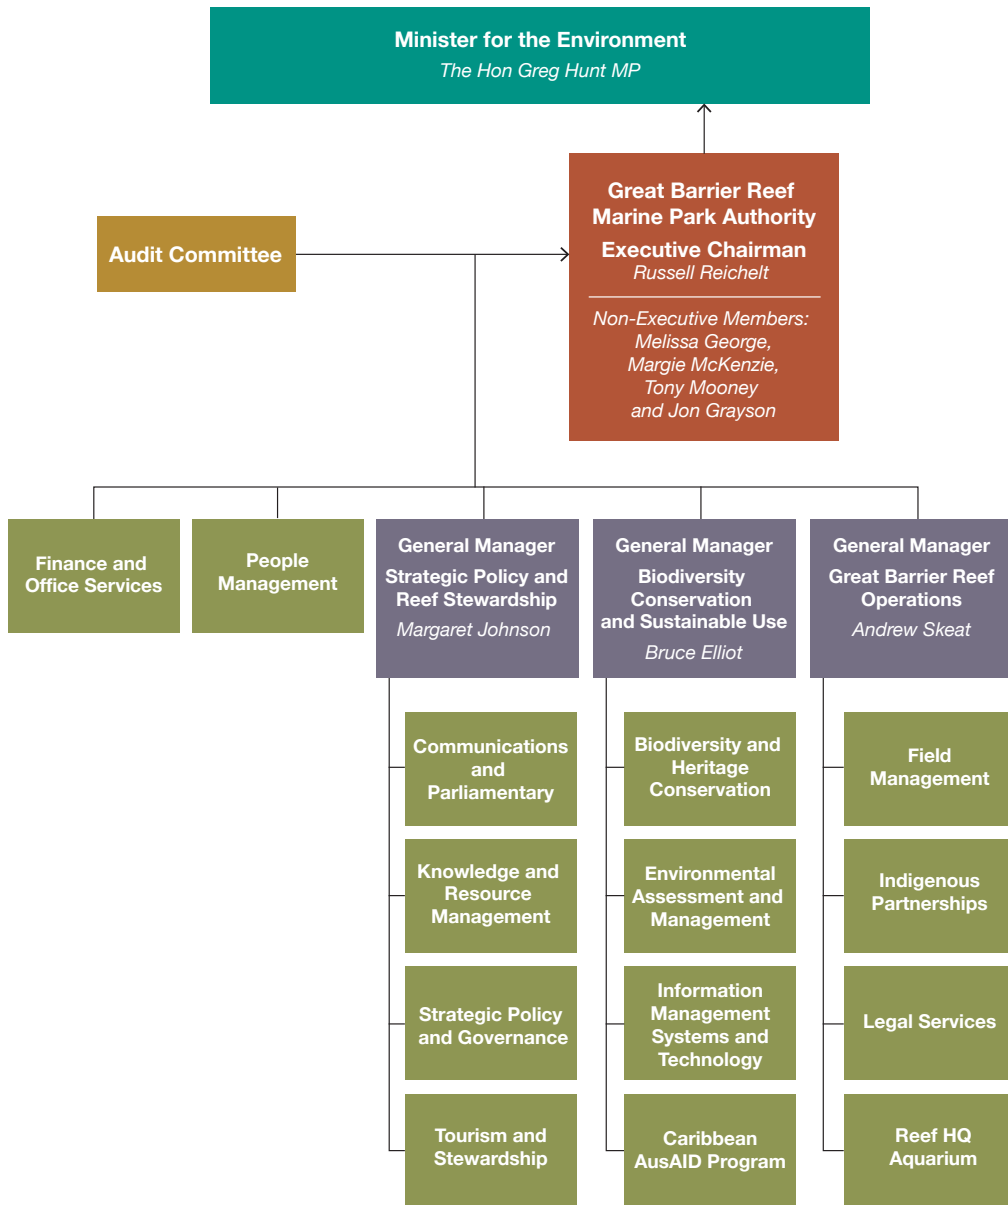 Minister for the Environment
The Hon Greg Hunt MP
Great Barrier Reef
Marine Park Authority
Executive Chairman
Russell Reichelt
Non-Executive Members:
Melissa George,
Margie McKenzie,
Tony Mooney
and Jon Grayson
Audit Committee
Finance and
Office Services
People
Management
General Manager
Strategic Policy and
Reef Stewardship
Margaret Johnson
General Manager
Biodiversity
Conservation
and Sustainable Use
Bruce Elliot
General Manager
Great Barrier Reef
Operations
Andrew Skeat
Communications
and
Parliamentary
Knowledge and
Resource
Management
Strategic Policy
and Governance
Tourism and
Stewardship
Biodiversity and
Heritage
Conservation
Environmental
Assessment and
Management
Information
Management
Systems and
Technology
Caribbean
AusAID Program
Field
Management
Indigenous
Partnerships
Legal Services
Reef HQ
Aquarium